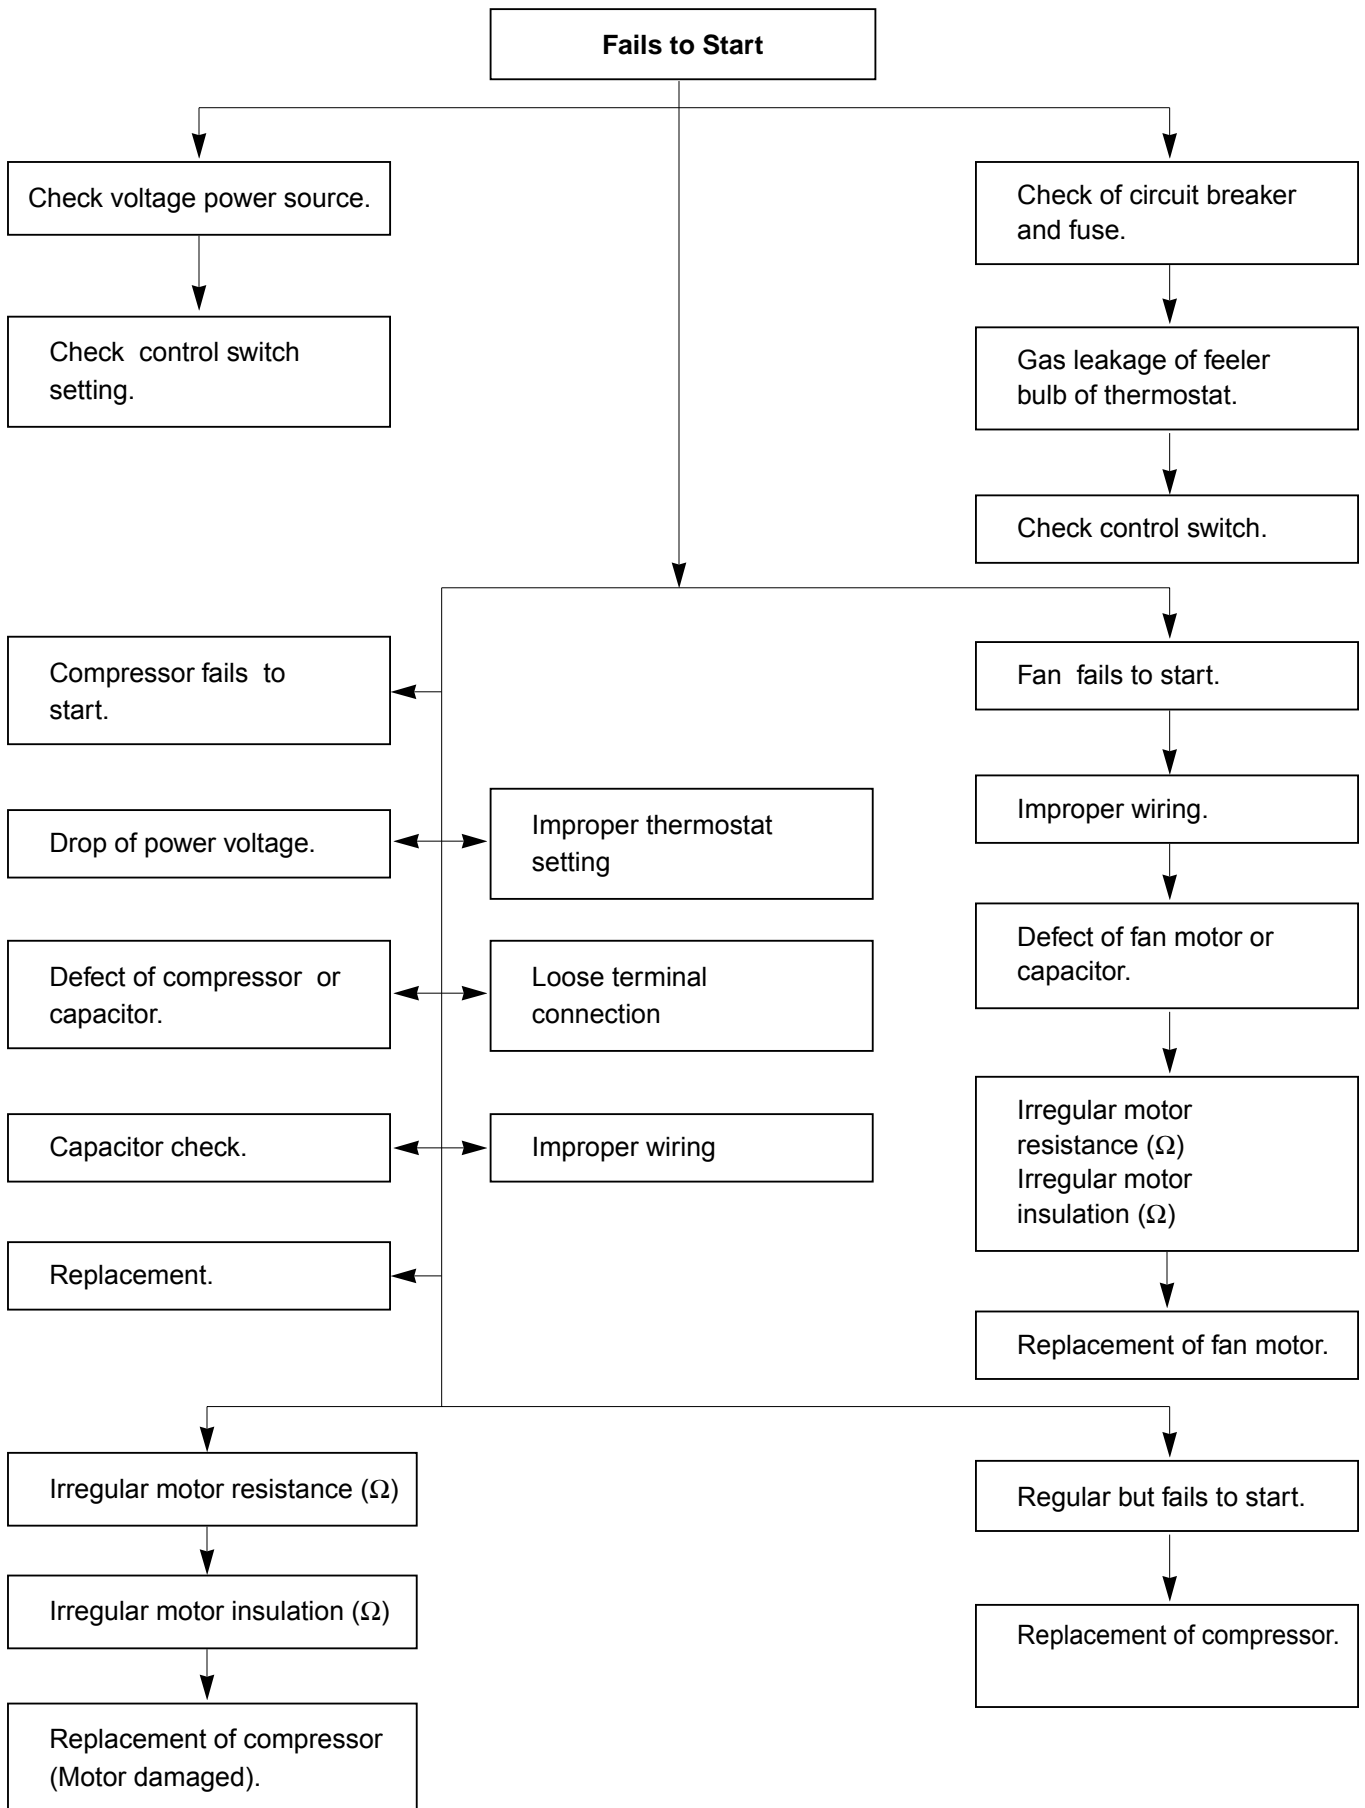 Fails to Start
Check voltage power source.
Check of circuit breaker
and fuse.
Check control switch
setting.
Gas leakage of feeler
bulb of thermostat.
Check control switch.
Compressor fails to
start.
Fan fails to start.
Drop of power voltage.
Improper thermostat
setting
Improper wiring.
Defect of compressor or
capacitor.
Loose terminal
connection
Defect of fan motor or
capacitor.
Capacitor check.
Improper wiring
Irregular motor
resistance (Ω)
Irregular motor
insulation (Ω)
Replacement.
Replacement of fan motor.
Irregular motor resistance (Ω)
Regular but fails to start.
Irregular motor insulation (Ω)
Replacement of compressor.
Replacement of compressor
(Motor damaged).